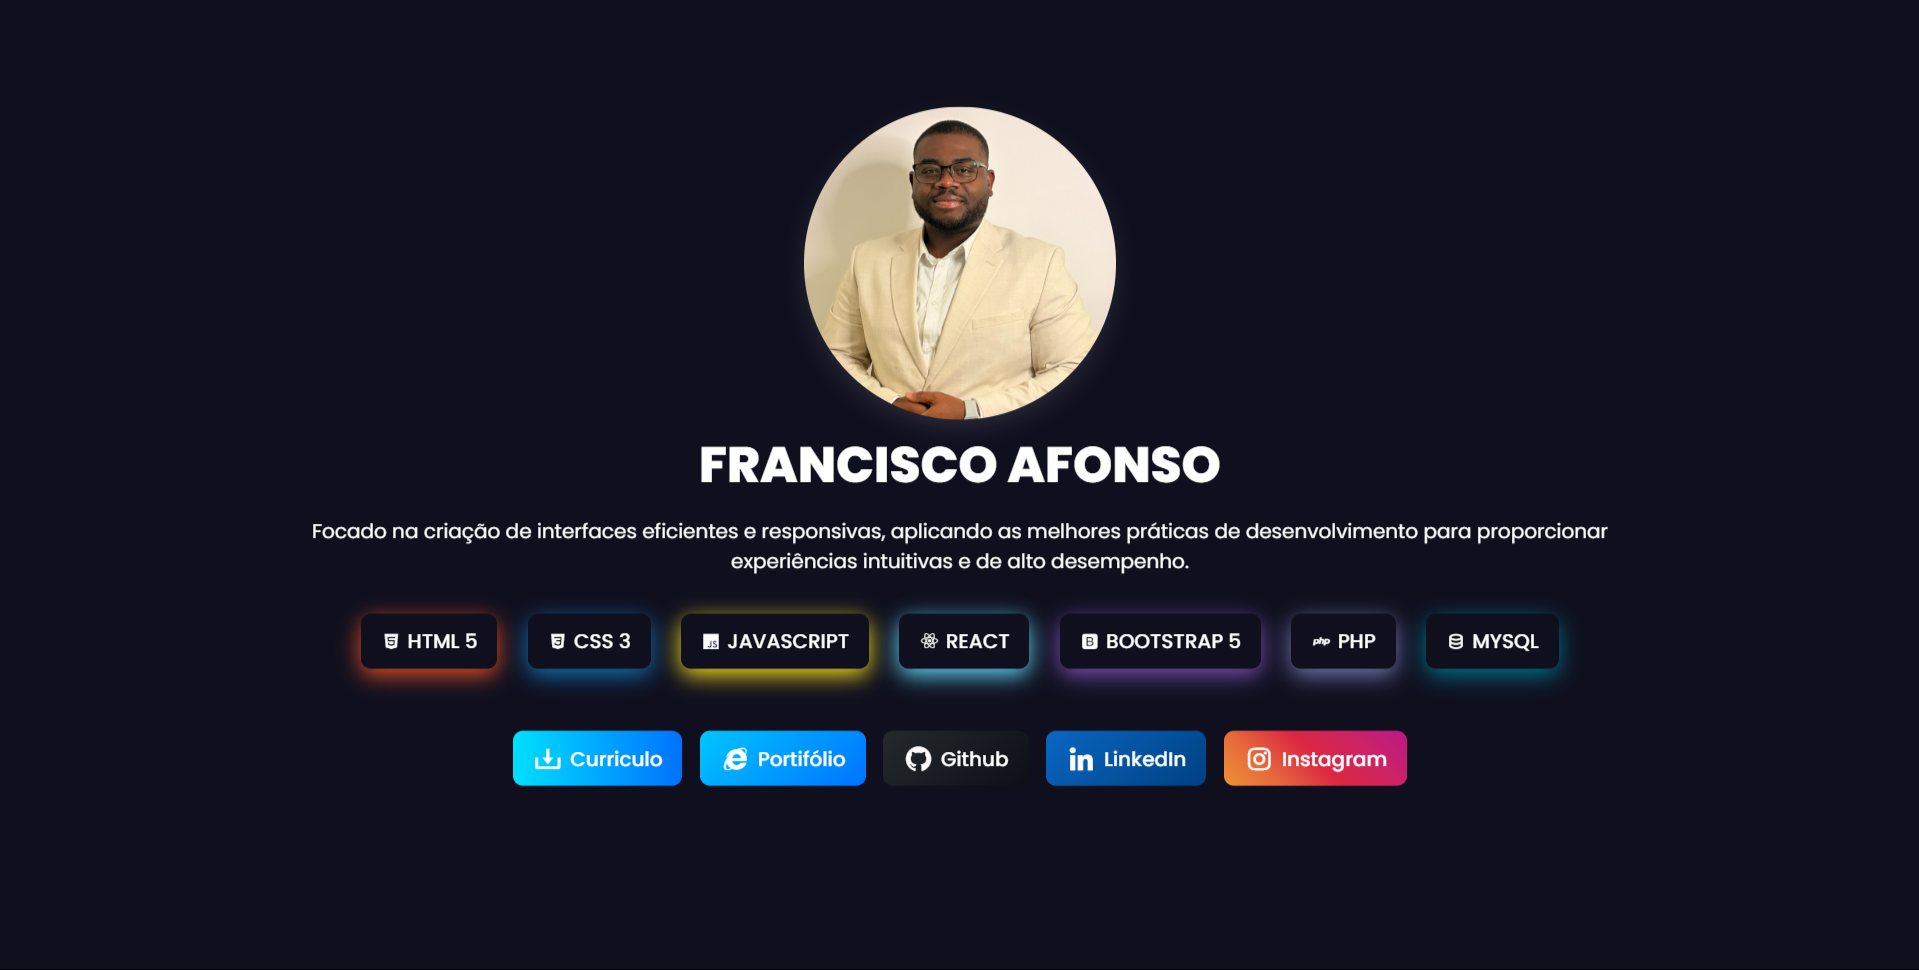 FRANCISCO AFONSO
Focado na criação de interfaces eficientes e responsivas, aplicando as melhores práticas de desenvolvimento para proporcionar
experiências intuitivas e de alto desempenho.
HTML 5 CSS 3 JS JAVASCRIPT REACT B BOOTSTRAP 5 php PHP MYSQL
Curriculo Portifólio Github in LinkedIn Instagram